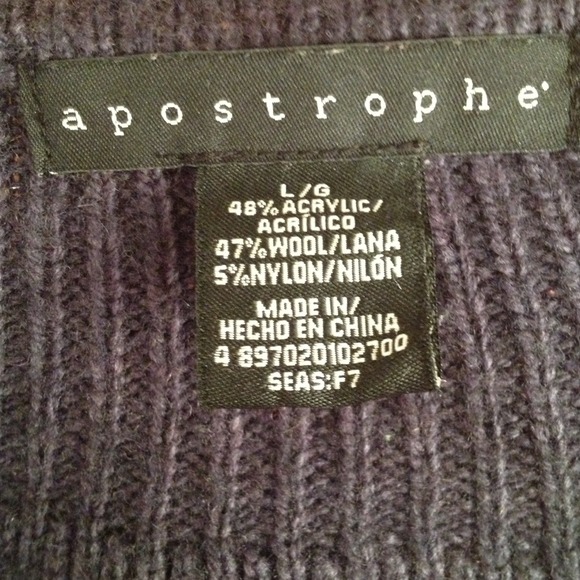 apostrophe
L/G
48% ACRYLIC/
ACRÍLICO
47%WOOL/LANA
5%NYLON/NILÓN
MADE IN/
HECHO EN CHINA
4 897020102700
SEAS:F7